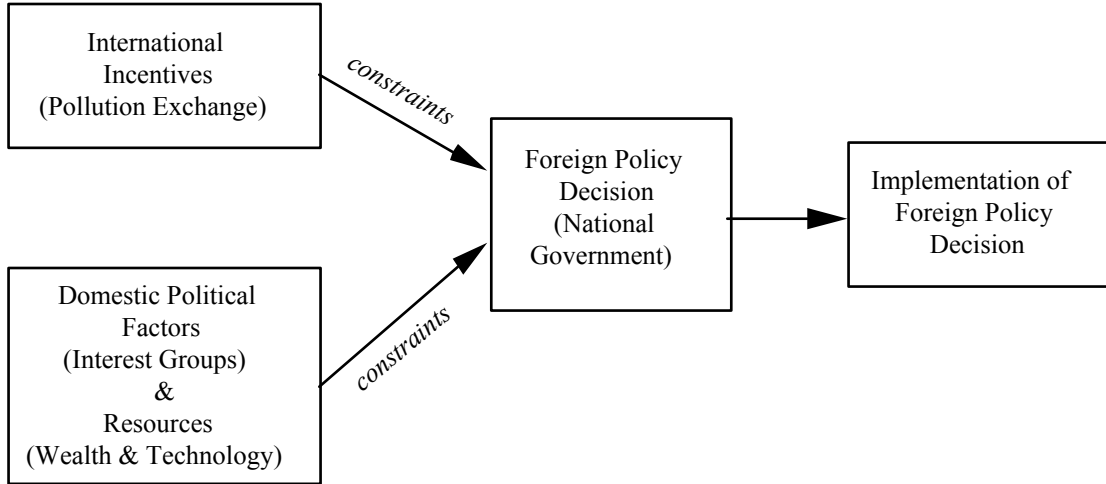 International
Incentives
(Pollution Exchange)
constraints
Domestic Political
Factors
(Interest Groups)
&
Resources
(Wealth & Technology)
constraints
Foreign Policy
Decision
(National
Government)
Implementation of
Foreign Policy
Decision